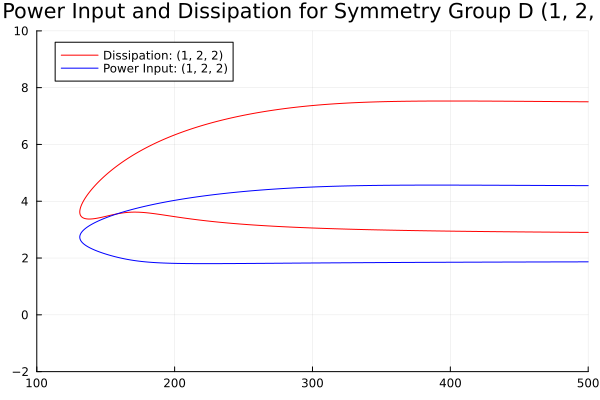 Power Input and Dissipation for Symmetry Group D (1, 2,
10
Dissipation: (1, 2, 2)
Power Input: (1, 2, 2)
8
6
4
2
0
−2
100 200 300 400 500